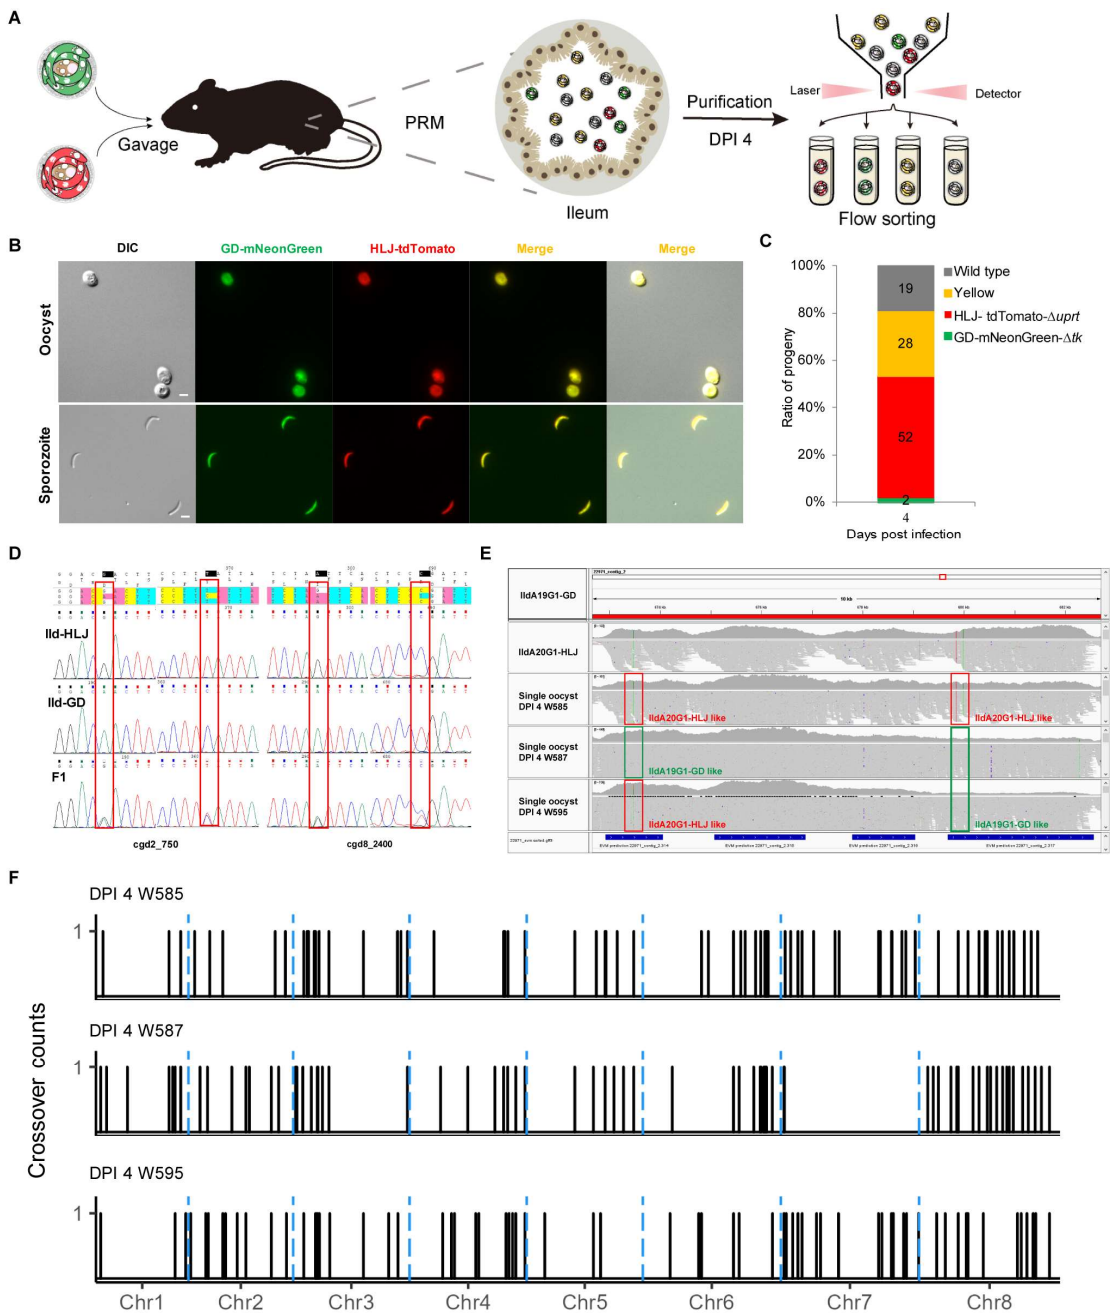 A
Gavage
PRM
Ileum
Purification
DPI 4
Laser
Detector
Flow sorting
B
DIC
GD-mNeonGreen
HLJ-tdTomato
Merge
Merge
Oocyst
Sporozoite
C
Ratio of progeny
100%
80%
60%
40%
20%
0%
19
28
52
2
4
Days post infection
Wild type
Yellow
HLJ- tdTomato-Δuprt
GD-mNeonGreen-Δtk
D
IId-HLJ
IId-GD
F1
cgd2_750
cgd8_2400
E
IIdA19G1-GD
IIdA20G1-HLJ
Single oocyst
DPI 4 W585
IIdA20G1-HLJ like
IIdA20G1-HLJ like
Single oocyst
DPI 4 W587
IIdA19G1-GD like
Single oocyst
DPI 4 W595
IIdA20G1-HLJ like
IIdA19G1-GD like
F
Crossover counts
DPI 4 W585
1
DPI 4 W587
1
DPI 4 W595
1
Chr1 Chr2 Chr3 Chr4 Chr5 Chr6 Chr7 Chr8